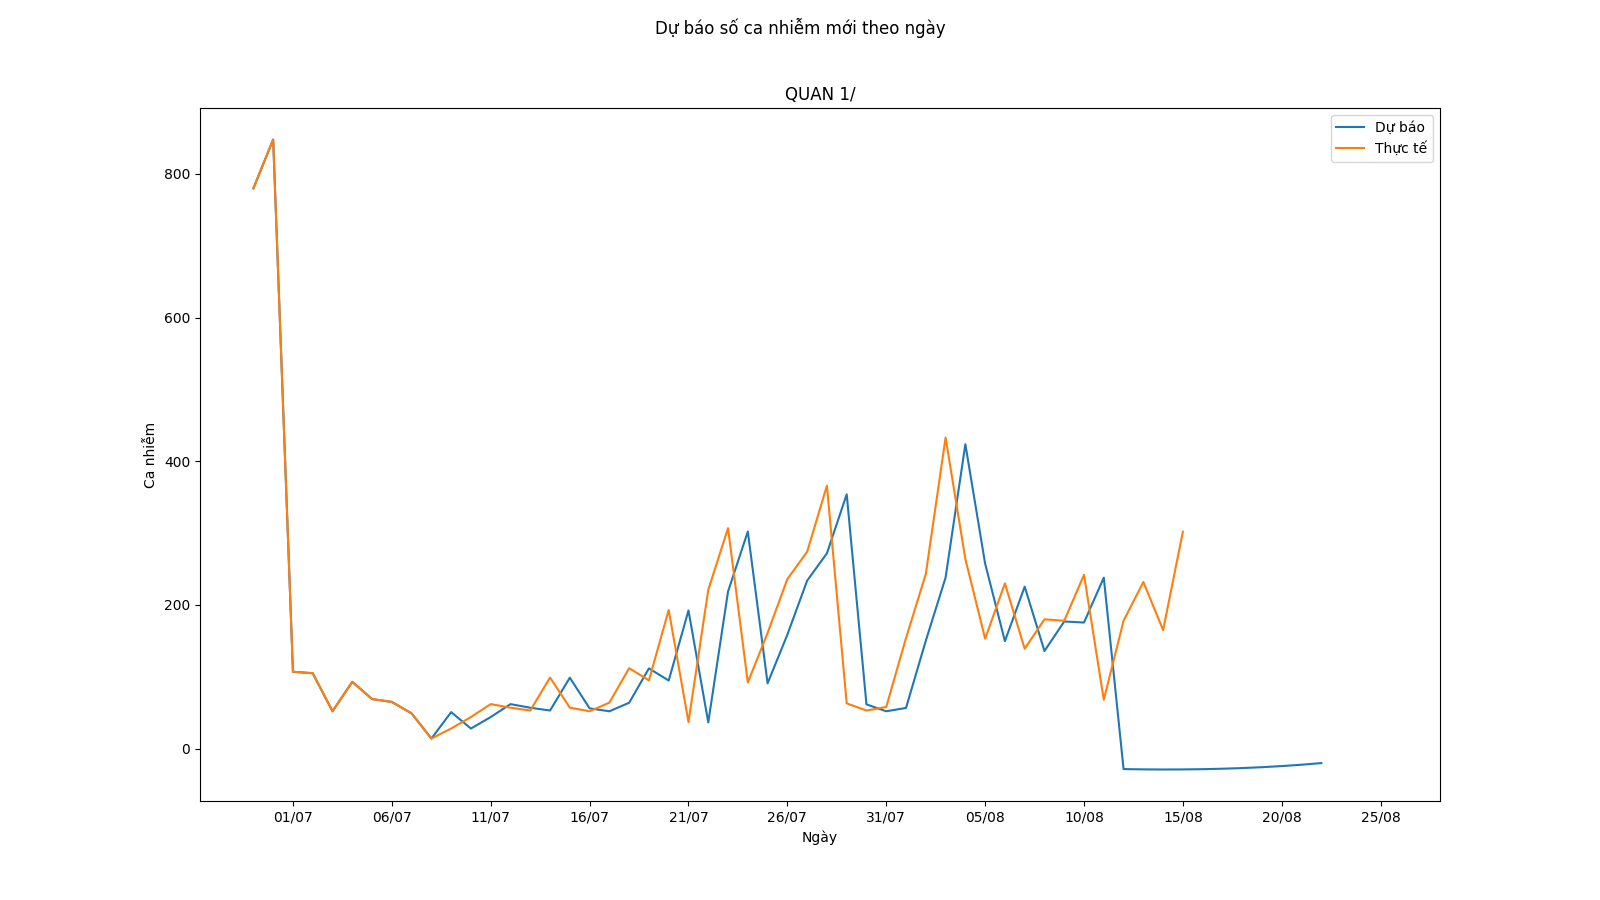 Dự báo số ca nhiễm mới theo ngày
QUAN 1/
Dự báo
Thực tế
Ca nhiễm
800
600
400
200
0
01/07 06/07 11/07 16/07 21/07 26/07 31/07 05/08 10/08 15/08 20/08 25/08
Ngày